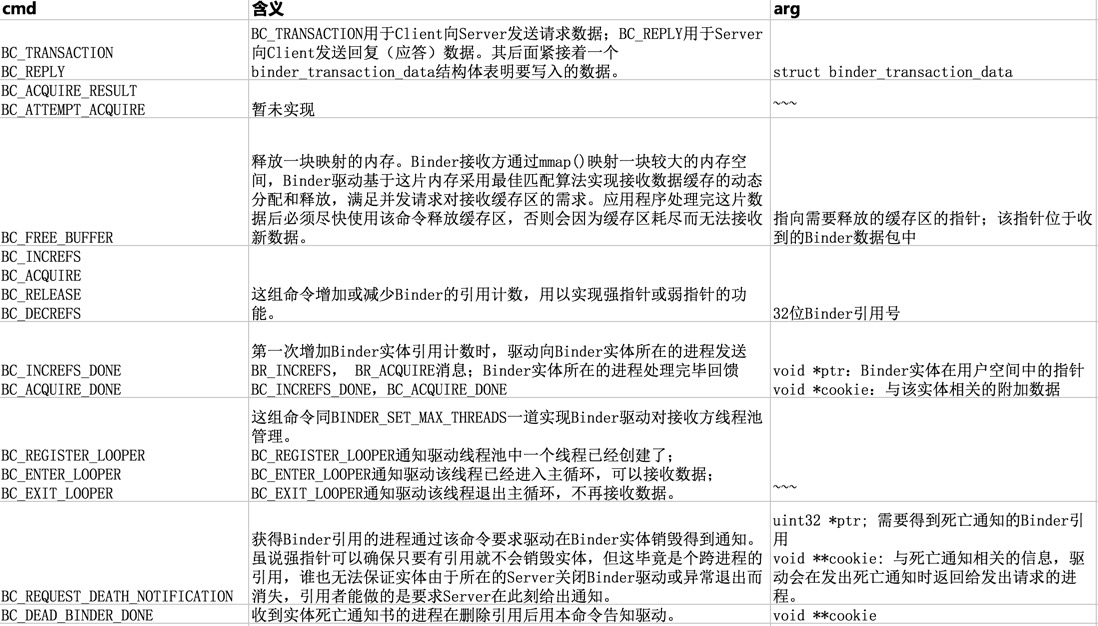 cmd 含义 arg
BC_TRANSACTION
BC_REPLY
BC_TRANSACTION用于Client向Server发送请求数据；BC_REPLY用于Server
向Client发送回复（应答）数据。其后面紧接着一个
binder_transaction_data结构体表明要写入的数据。
struct binder_transaction_data
BC_ACQUIRE_RESULT
BC_ATTEMPT_ACQUIRE
暂未实现
~~~
BC_FREE_BUFFER
释放一块映射的内存。Binder接收方通过mmap()映射一块较大的内存空
间，Binder驱动基于这片内存采用最佳匹配算法实现接收数据缓存的动态
分配和释放，满足并发请求对接收缓存区的需求。应用程序处理完这片数
据后必须尽快使用该命令释放缓存区，否则会因为缓存区耗尽而无法接收
新数据。
指向需要释放的缓存区的指针；该指针位于收
到的Binder数据包中
BC_INCREFS
BC_ACQUIRE
BC_RELEASE
BC_DECREFS
这组命令增加或减少Binder的引用计数，用以实现强指针或弱指针的功
能。
32位Binder引用号
BC_INCREFS_DONE
BC_ACQUIRE_DONE
第一次增加Binder实体引用计数时，驱动向Binder实体所在的进程发送
BR_INCREFS， BR_ACQUIRE消息；Binder实体所在的进程处理完毕回馈
BC_INCREFS_DONE，BC_ACQUIRE_DONE
void *ptr：Binder实体在用户空间中的指针
void *cookie：与该实体相关的附加数据
BC_REGISTER_LOOPER
BC_ENTER_LOOPER
BC_EXIT_LOOPER
这组命令同BINDER_SET_MAX_THREADS一道实现Binder驱动对接收方线程池
管理。
BC_REGISTER_LOOPER通知驱动线程池中一个线程已经创建了；
BC_ENTER_LOOPER通知驱动该线程已经进入主循环，可以接收数据；
BC_EXIT_LOOPER通知驱动该线程退出主循环，不再接收数据。
~~~
BC_REQUEST_DEATH_NOTIFICATION
获得Binder引用的进程通过该命令要求驱动在Binder实体销毁得到通知。
虽说强指针可以确保只要有引用就不会销毁实体，但这毕竟是个跨进程的
引用，谁也无法保证实体由于所在的Server关闭Binder驱动或异常退出而
消失，引用者能做的是要求Server在此刻给出通知。
uint32 *ptr; 需要得到死亡通知的Binder引
用
void **cookie: 与死亡通知相关的信息，驱
动会在发出死亡通知时返回给发出请求的进
程。
BC_DEAD_BINDER_DONE
收到实体死亡通知书的进程在删除引用后用本命令告知驱动。
void **cookie